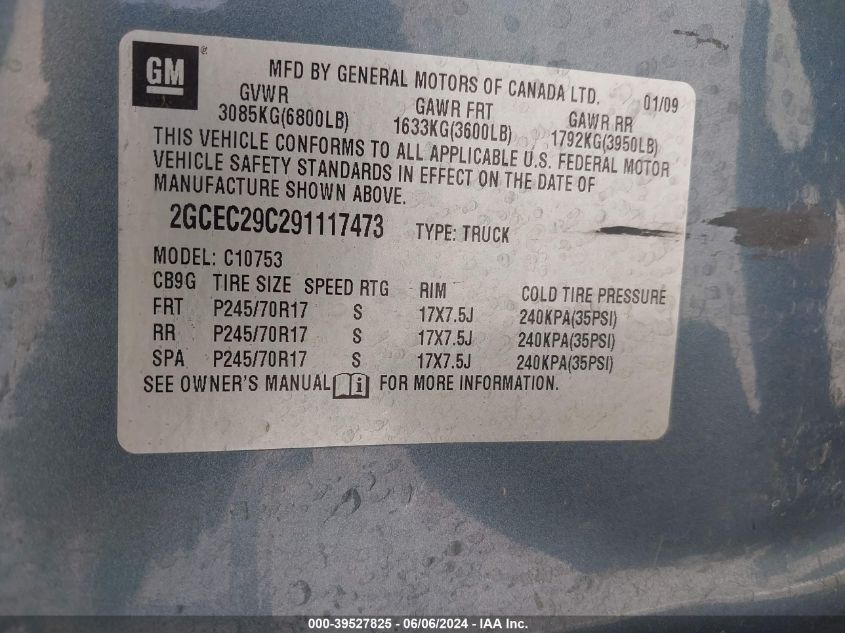 GM ®
MFD BY GENERAL MOTORS OF CANADA LTD. 01/09
GVWR GAWR FRT GAWR RR
3085KG(6800LB) 1633KG(3600LB) 1792KG(3950LB)
THIS VEHICLE CONFORMS TO ALL APPLICABLE U.S. FEDERAL MOTOR
VEHICLE SAFETY STANDARDS IN EFFECT ON THE DATE OF
MANUFACTURE SHOWN ABOVE.
2GCEC29C291117473 TYPE: TRUCK
MODEL: C10753
CB9G TIRE SIZE SPEED RTG RIM COLD TIRE PRESSURE
FRT P245/70R17 S 17X7.5J 240KPA(35PSI)
RR P245/70R17 S 17X7.5J 240KPA(35PSI)
SPA P245/70R17 S 17X7.5J 240KPA(35PSI)
SEE OWNER'S MANUAL i FOR MORE INFORMATION.
000-39527825 - 06/06/2024 - IAA Inc.